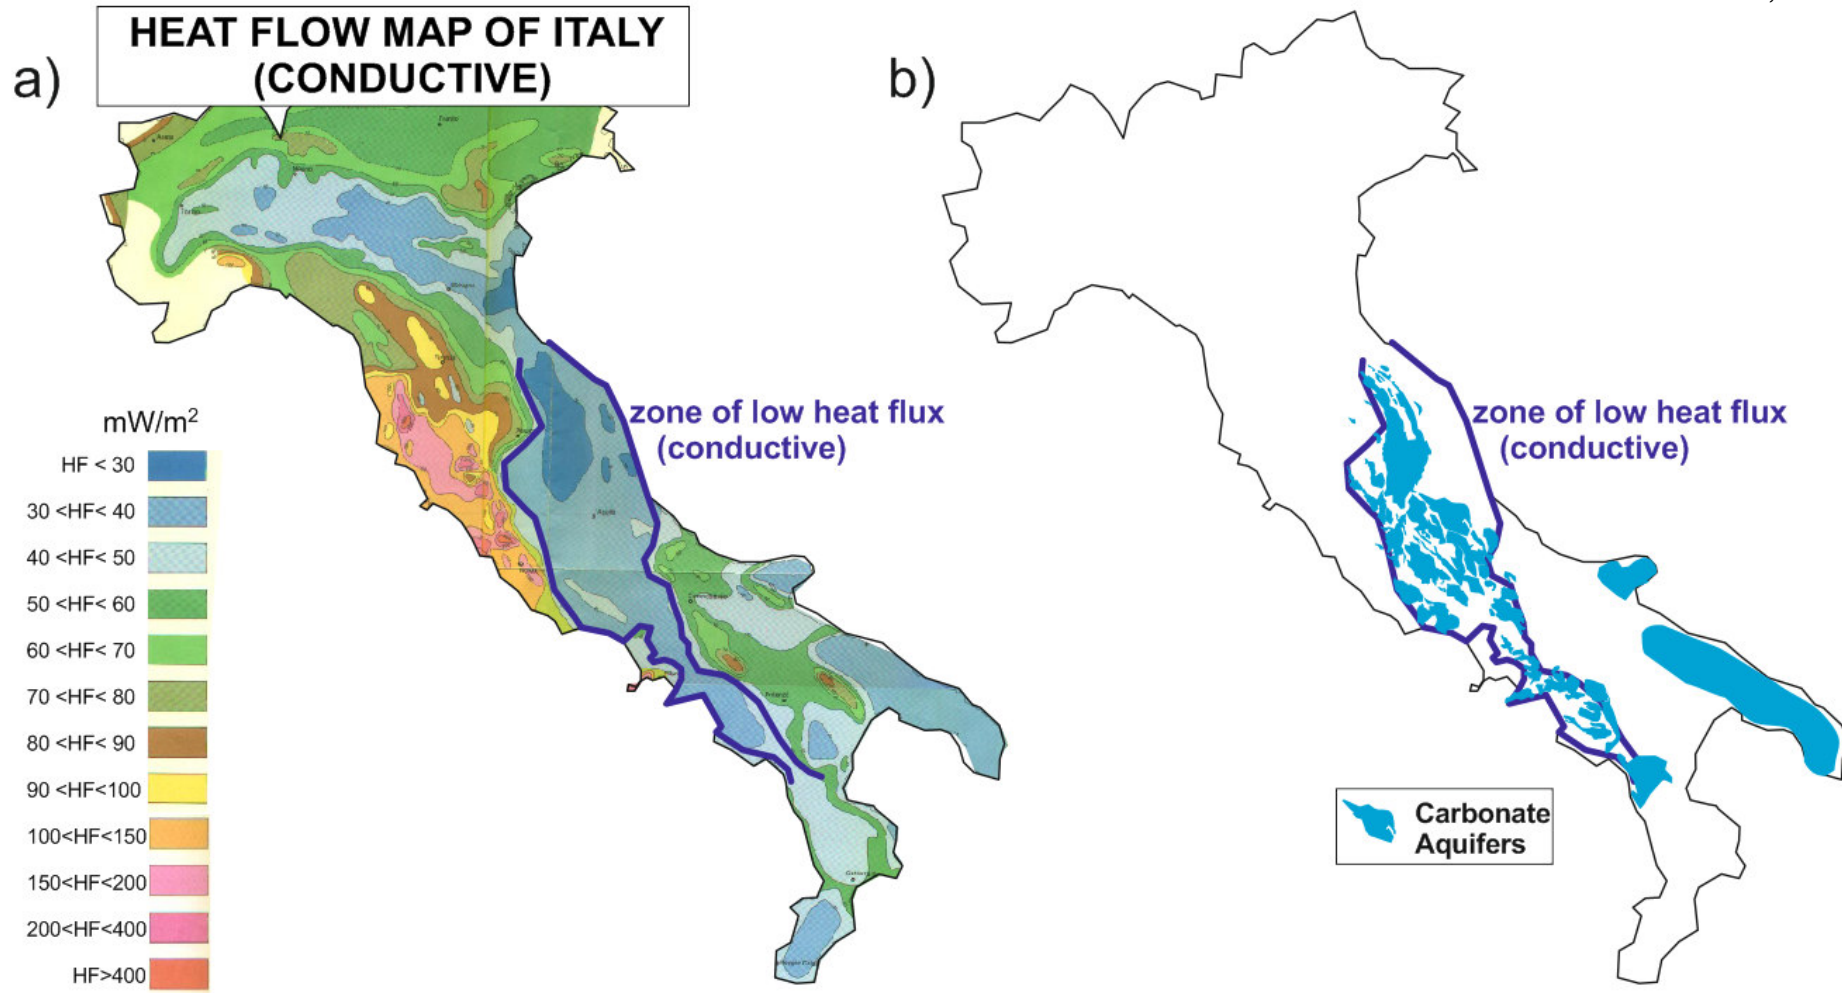 HEAT FLOW MAP OF ITALY
(CONDUCTIVE)
a)
b)
zone of low heat flux
(conductive)
zone of low heat flux
(conductive)
mW/m²
HF < 30
30 <HF< 40
40 <HF< 50
50 <HF< 60
60 <HF< 70
70 <HF< 80
80 <HF< 90
90 <HF<100
100<HF<150
150<HF<200
200<HF<400
HF>400
Carbonate
Aquifers